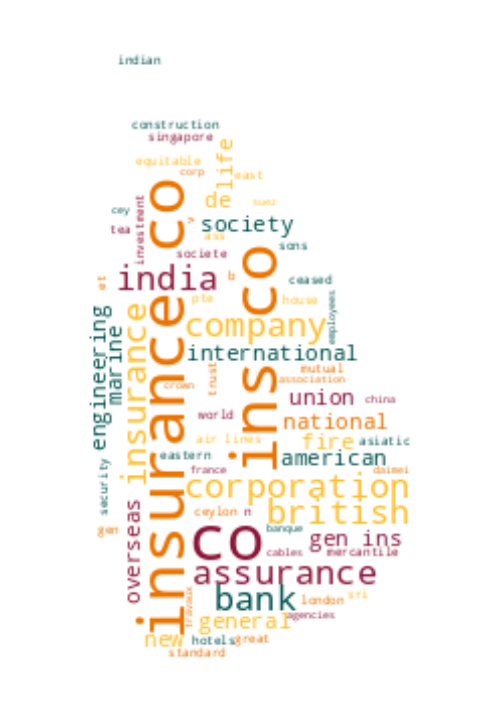 indian
construction
singapore
life
equitable
corp
east
de
suez
investment
insurance co
cey
v
society
tea
ass
sons
societe
ins co
india
b
et
ceased
pte
house
employees
engineering
marine
insurance
company
international
mutual
trust
association
crown
union
china
world
national
air lines
fire
asiatic
eastern
american
security
france
daimei
corporation
overseas
ceylon
n
british
gen
banque
co
gen ins
cables
mercantile
assurance
travaux
bank
london
sri
general
agencies
new
hotels
great
standard